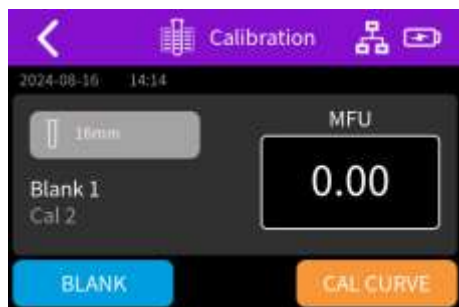 Calibration
2024-08-16 14:14
16mm
MFU
0.00
Blank 1
Cal 2
BLANK
CAL CURVE